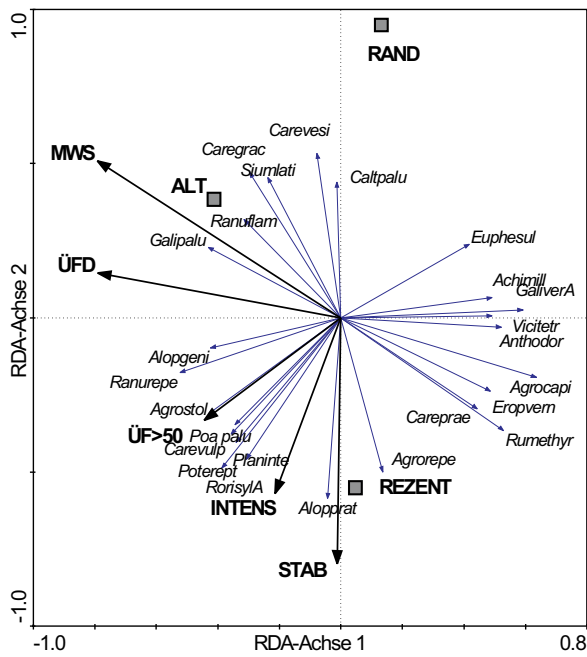 1.0
RAND
Carevesi
MWS
Caregrac
Siumlati
ALT
Caltpalu
Ranuflam
Galipalu
Euphesul
ÜFD
Achimill
GaliverA
RDA-Achse 2
Vicitetr
Anthodor
Alopgeni
Ranurepe
Agrocapi
Agrostol
Eropvern
Careprae
ÜF>50
Poa palu
Rumethyr
Carevulp
Planinte
Poterept
Agrorepe
RorisylA
REZENT
INTENS
Alopprat
STAB
-1.0
-1.0
RDA-Achse 1
0.8